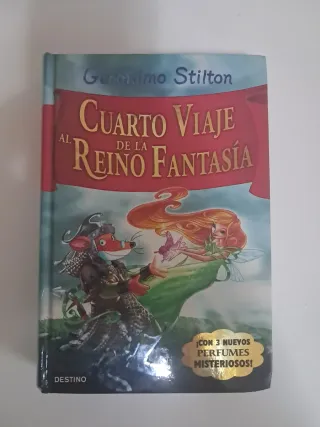 Geronimo Stilton
CUARTO VIAJE
AL DE LA
REINO FANTASÍA
¡CON 3 NUEVOS
PERFUMES
MISTERIOSOS!
DESTINO